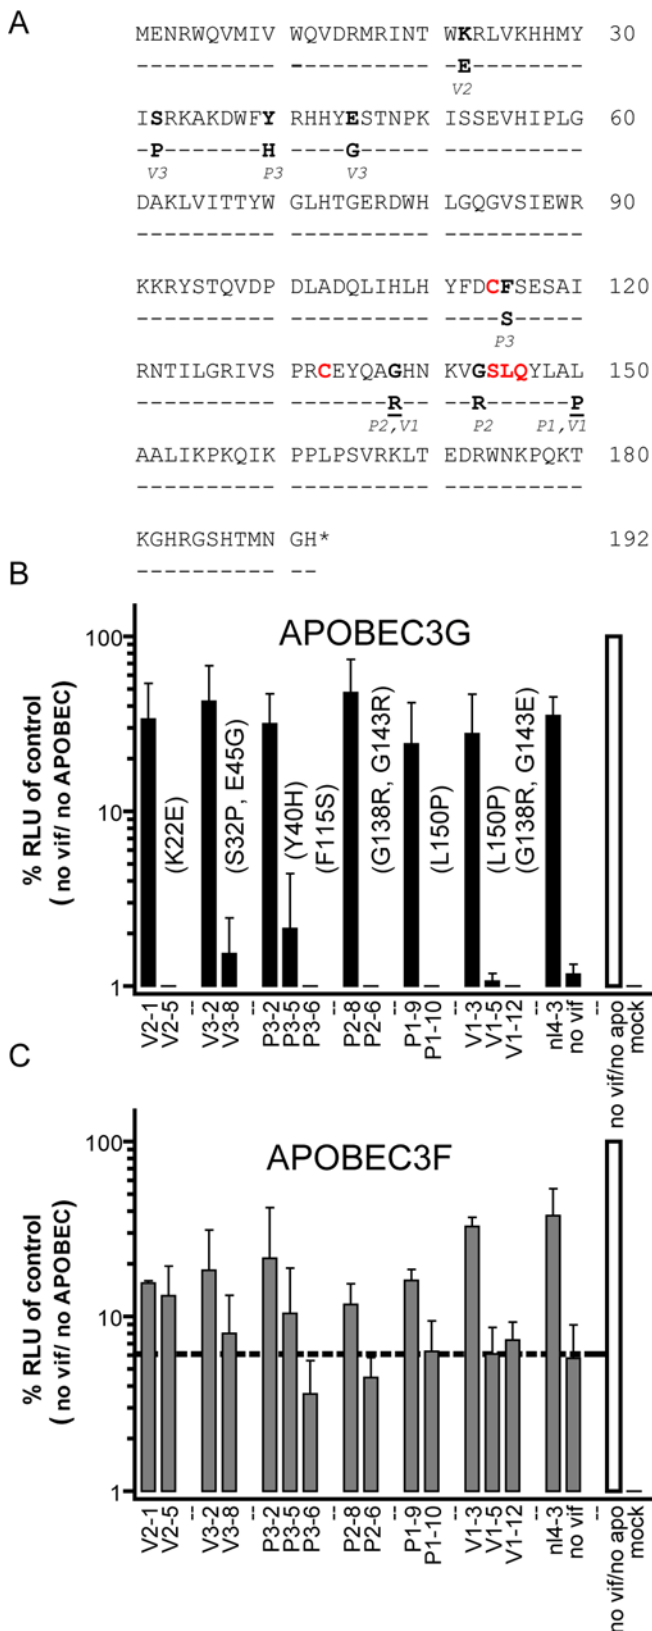 A
MENRWQVMIV WQVDRMRINT WKRLVKHHMY 30
---------- ---------- -E--------
V2
ISRKAKDWFY RHHYESTNPK ISSEVHIPLG 60
-P-------H ----G----- ----------
V3 P3 V3
DAKLVITTYW GLHTGERDWH LGQGVSIEWR 90
---------- ---------- ----------
KKRYSTQVDP DLADQLIHLH YFDCFSESAI 120
---------- ---------- ----S-----
P3
RNTILGRIVS PRCEYQAGHN KVGSLQYLAL 150
---------- -------R-- --R------P
P2,V1 P2 P1,V1
AALIKPKQIK PPLPSVRKLT EDRWNKPQKT 180
---------- ---------- ----------
KGHRGSHTMN GH* 192
---------- --
B
APOBEC3G
% RLU of control
( no vif/ no APOBEC)
100
10
1
(K22E)
(S32P, E45G)
(Y40H)
(F115S)
(G138R, G143R)
(L150P)
(L150P)
(G138R, G143E)
V2-1
V2-5
--
V3-2
V3-8
--
P3-2
P3-5
P3-6
--
P2-8
P2-6
--
P1-9
P1-10
--
V1-3
V1-5
V1-12
--
nl4-3
no vif
--
no vif/no apo
mock
C
APOBEC3F
% RLU of control
( no vif/ no APOBEC)
100
10
1
V2-1
V2-5
--
V3-2
V3-8
--
P3-2
P3-5
P3-6
--
P2-8
P2-6
--
P1-9
P1-10
--
V1-3
V1-5
V1-12
--
nl4-3
no vif
--
no vif/no apo
mock